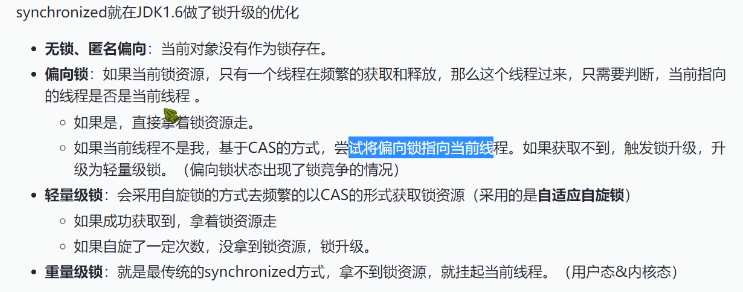 synchronized就在JDK1.6做了锁升级的优化
无锁、匿名偏向：当前对象没有作为锁存在。
偏向锁：如果当前锁资源，只有一个线程在频繁的获取和释放，那么这个线程过来，只需要判断，当前指向
的线程是否是当前线程 。
如果是，直接拿着锁资源走。
如果当前线程不是我，基于CAS的方式，尝试将偏向锁指向当前线程。如果获取不到，触发锁升级，升
级为轻量级锁。（偏向锁状态出现了锁竞争的情况）
轻量级锁：会采用自旋锁的方式去频繁的以CAS的形式获取锁资源（采用的是自适应自旋锁）
如果成功获取到，拿着锁资源走
如果自旋了一定次数，没拿到锁资源，锁升级。
重量级锁：就是最传统的synchronized方式，拿不到锁资源，就挂起当前线程。（用户态&内核态）